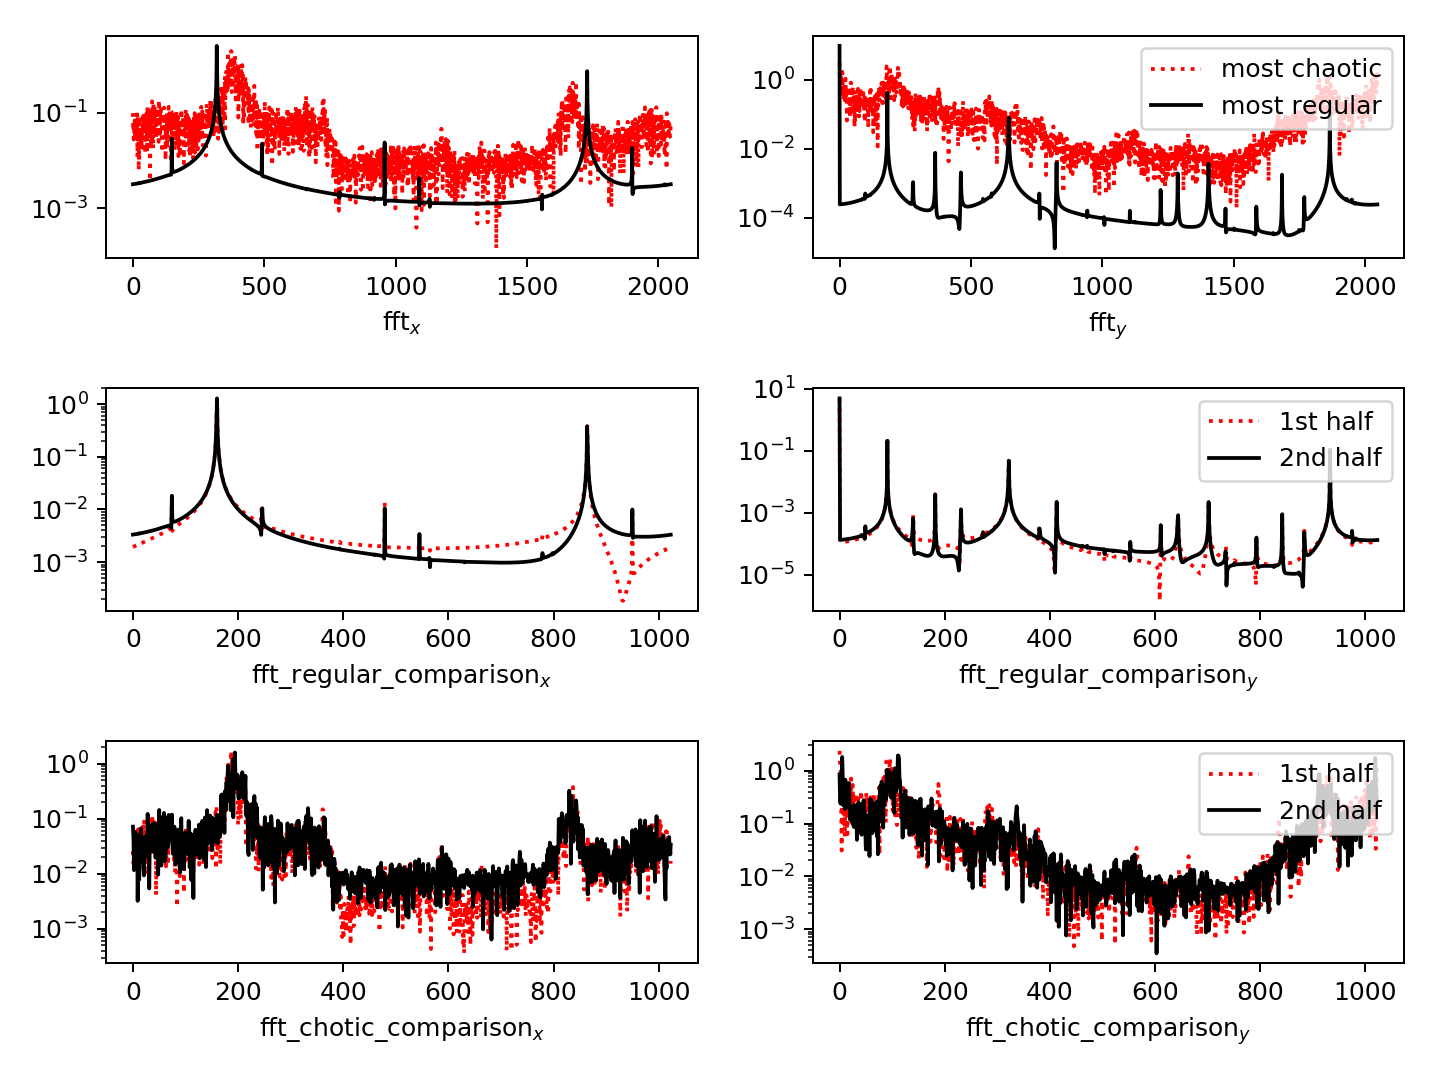 10⁻¹
10⁻³
0 500 1000 1500 2000
fftₓ
10⁰
10⁻²
10⁻⁴
most chaotic
most regular
0 500 1000 1500 2000
fft_y
10⁰
10⁻¹
10⁻²
10⁻³
0 200 400 600 800 1000
fft_regular_comparisonₓ
10¹
10⁻¹
10⁻³
10⁻⁵
1st half
2nd half
0 200 400 600 800 1000
fft_regular_comparison_y
10⁰
10⁻¹
10⁻²
10⁻³
0 200 400 600 800 1000
fft_chotic_comparisonₓ
10⁰
10⁻¹
10⁻²
10⁻³
1st half
2nd half
0 200 400 600 800 1000
fft_chotic_comparison_y